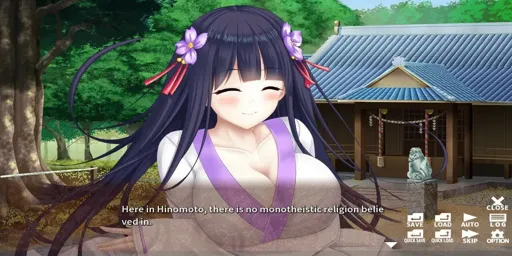 Here in Hinomoto, there is no monotheistic religion belie
ved in.
CLOSE
SAVE LOAD AUTO LOG
QUICK SAVE QUICK LOAD SKIP OPTION